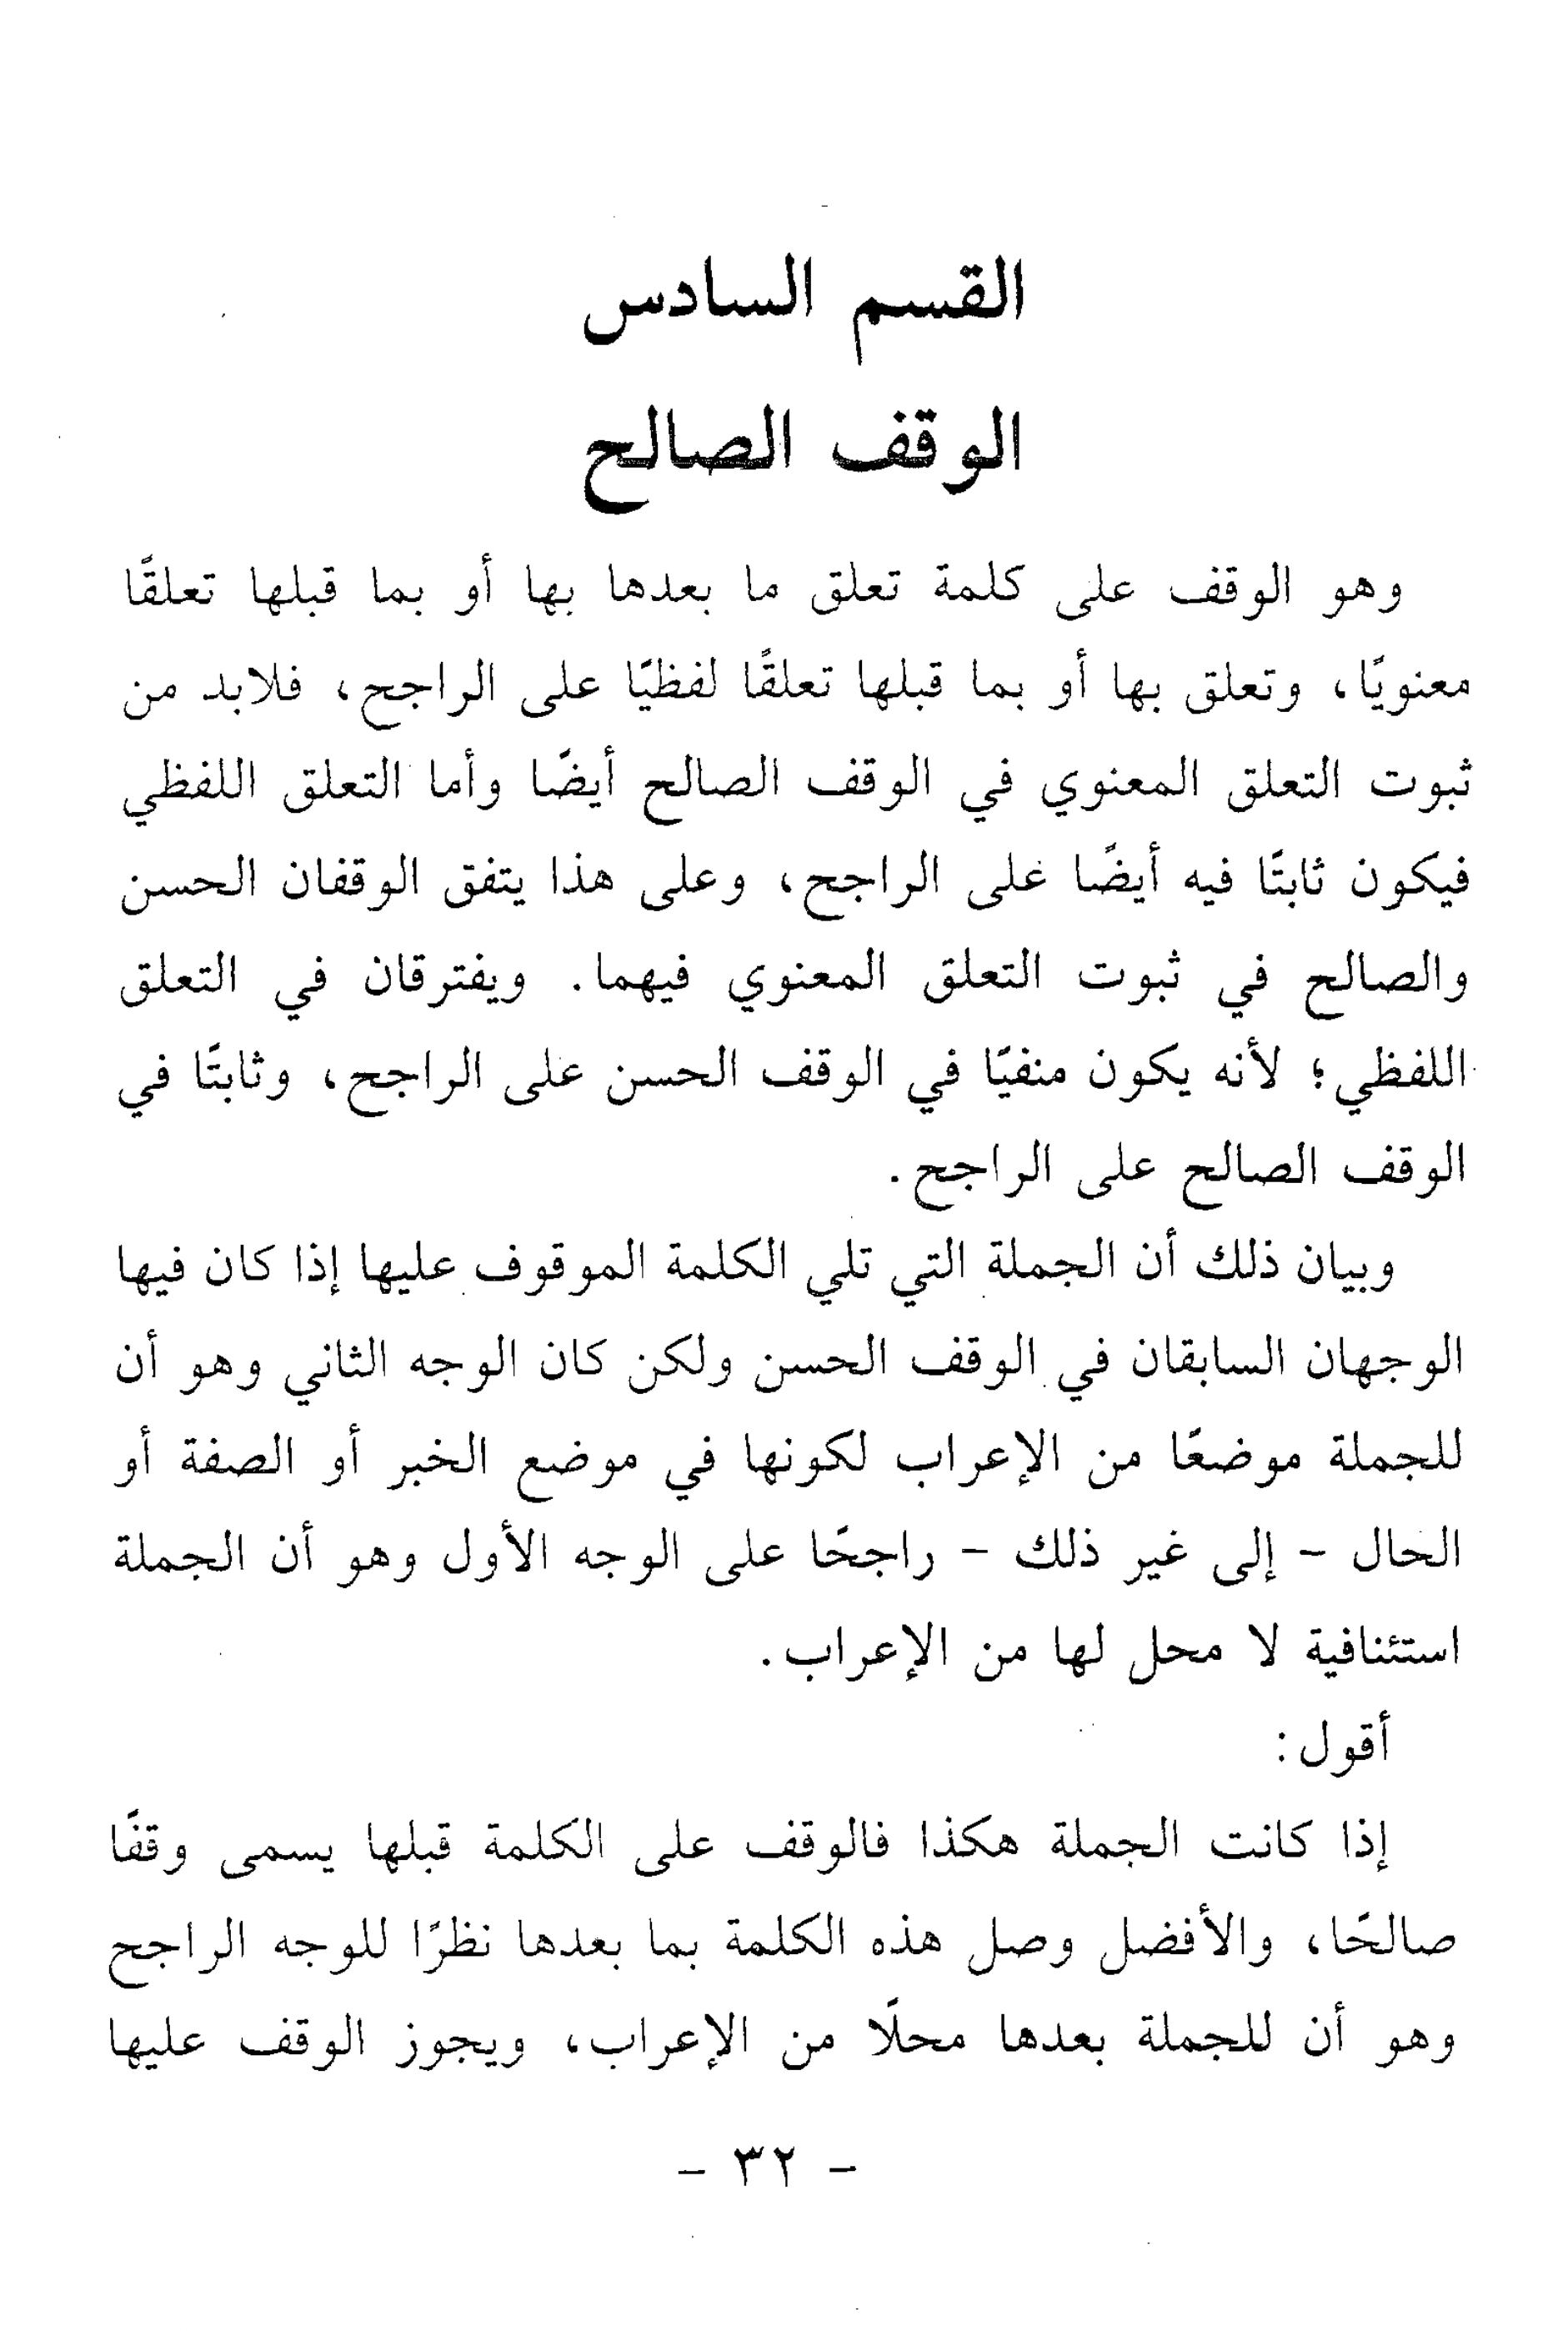 القسم السادس
الوقف الصالح
وهو الوقف على كلمة تعلق ما بعدها بها أو بما قبلها تعلقًا
معنويًا، وتعلق بها أو بما قبلها تعلقًا لفظيًا على الراجح، فلابد من
ثبوت التعلق المعنوي في الوقف الصالح أيضًا وأما التعلق اللفظي
فيكون ثابتًا فيه أيضًا على الراجح، وعلى هذا يتفق الوقفان الحسن
والصالح في ثبوت التعلق المعنوي فيهما. ويفترقان في التعلق
اللفظي؛ لأنه يكون منفيًا في الوقف الحسن على الراجح، وثابتًا في
الوقف الصالح على الراجح.
وبيان ذلك أن الجملة التي تلي الكلمة الموقوف عليها إذا كان فيها
الوجهان السابقان في الوقف الحسن ولكن كان الوجه الثاني وهو أن
للجملة موضعًا من الإعراب لكونها في موضع الخبر أو الصفة أو
الحال - إلى غير ذلك - راجحًا على الوجه الأول وهو أن الجملة
استئنافية لا محل لها من الإعراب.
أقول:
إذا كانت الجملة هكذا فالوقف على الكلمة قبلها يسمى وقفًا
صالحًا، والأفضل وصل هذه الكلمة بما بعدها نظرًا للوجه الراجح
وهو أن للجملة بعدها محلًا من الإعراب، ويجوز الوقف عليها
- ٣٢ -